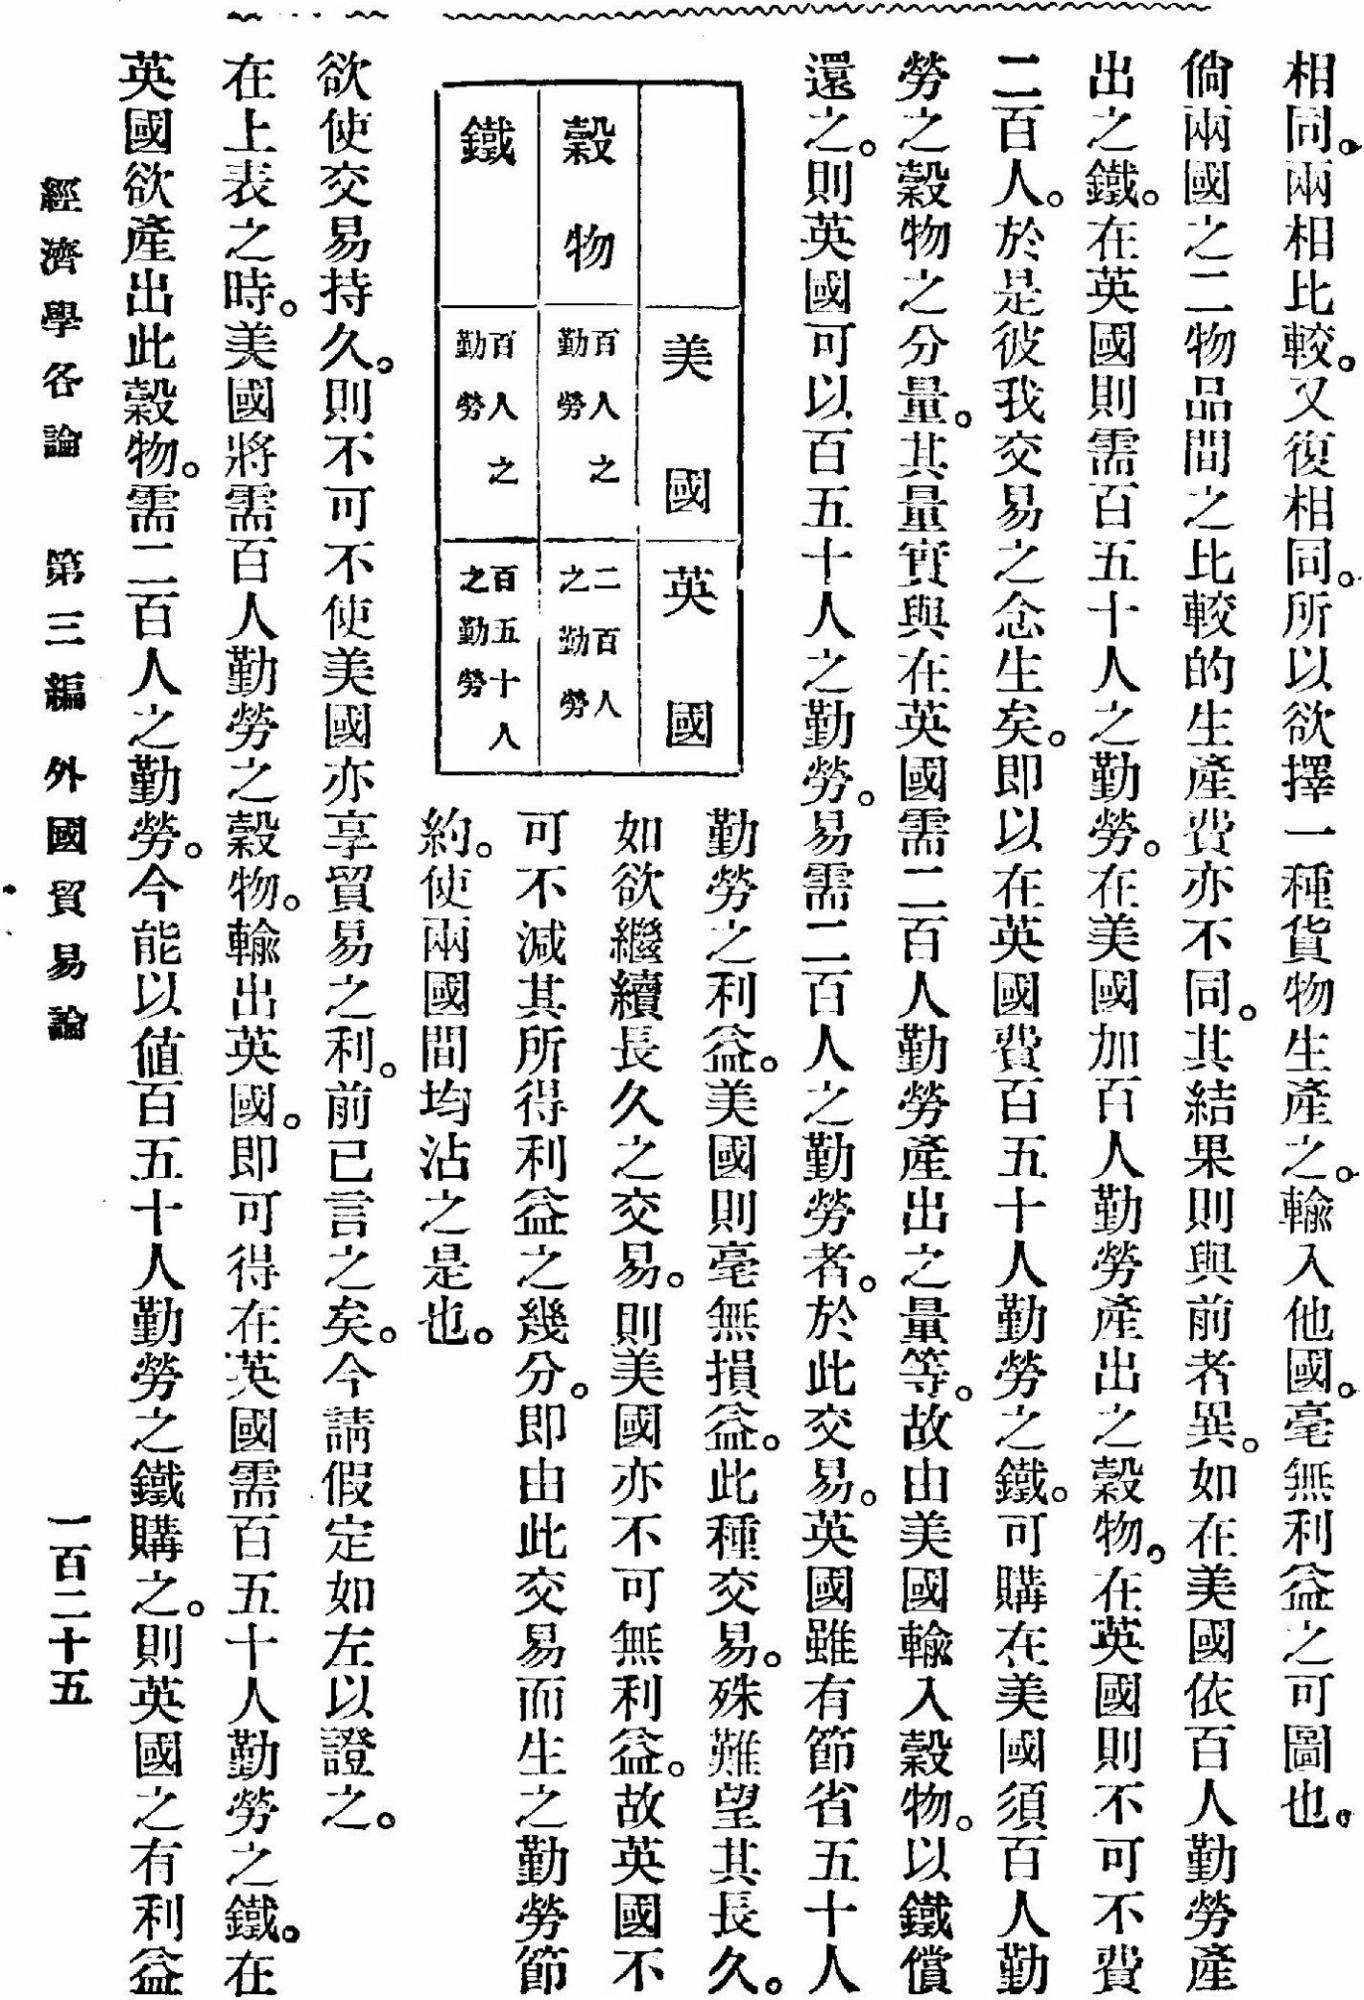 相同。兩相比較。又復相同。所以欲擇一種貨物生產之。輸入他國。毫無利益之可圖也。
倘兩國之二物品間之比較的生產費亦不同。其結果則與前者異。如在美國依百人勤勞產
出之鐵。在英國則需百五十人之勤勞。在美國加百人勤勞產出之穀物。在英國則不可不費
二百人。於是彼我交易之念生矣。即以在英國費百五十人勤勞之鐵。可購在美國須百人勤
勞之穀物之分量。其量實與在英國需二百人勤勞產出之量等。故由美國輸入穀物。以鐵償
還之。則英國可以百五十人之勤勞。易需二百人之勤勞者。於此交易。英國雖有節省五十人
勤勞之利益。美國則毫無損益。此種交易。殊難望其長久。
如欲繼續長久之交易。則美國亦不可無利益。故英國不
可不減其所得利益之幾分。即由此交易而生之勤勞節
約。使兩國間均沾之是也。
美國 英國
穀物 百人之勤勞 二百人之勤勞
鐵 百人之勤勞 百五十人之勤勞
欲使交易持久。則不可不使美國亦享貿易之利。前已言之矣。今請假定如左以證之。
在上表之時。美國將需百人勤勞之穀物。輸出英國。即可得在英國需百五十人勤勞之鐵。在
英國欲產出此穀物。需二百人之勤勞。今能以值百五十人勤勞之鐵購之。則英國之有利益
經濟學各論 第三編 外國貿易論 一百二十五